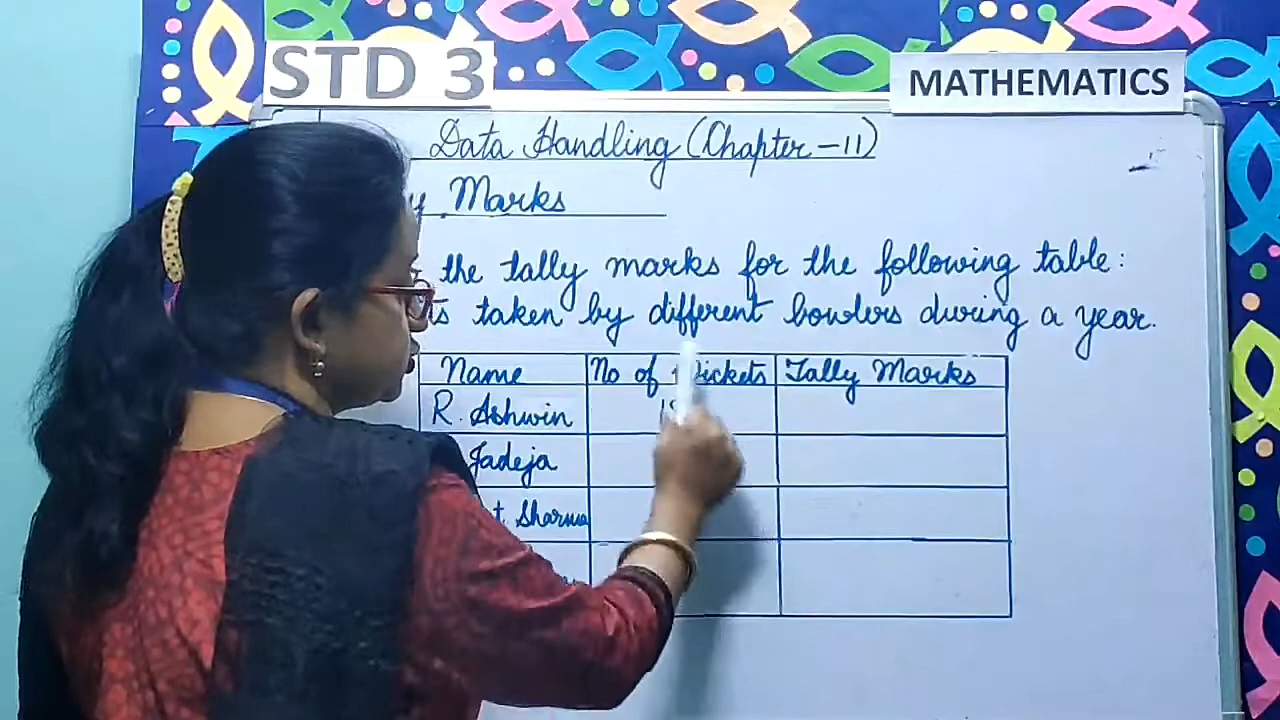 STD 3
MATHEMATICS
Data Handling (Chapter-11)
Marks
the tally marks for the following table:
taken by different bowlers during a year.
Name No of Wickets Tally Marks
R. Ashwin
Jadeja
Sharma